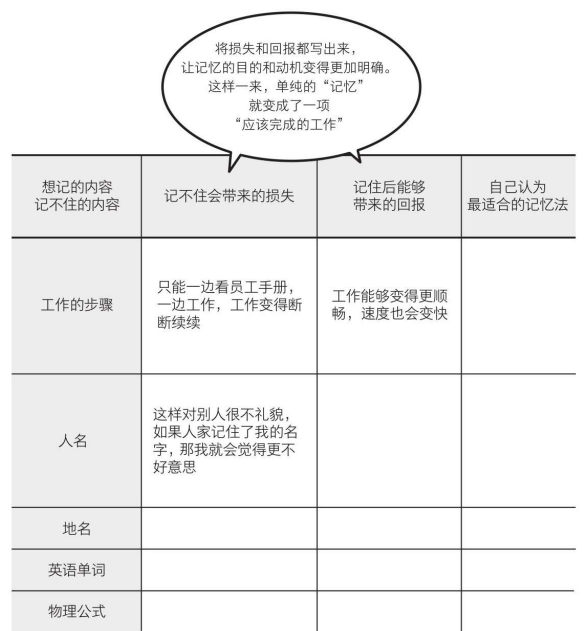 将损失和回报都写出来，
让记忆的目的和动机变得更加明确。
这样一来，单纯的“记忆”
就变成了一项
“应该完成的工作”
想记的内容
记不住的内容
记不住会带来的损失
记住后能够
带来的回报
自己认为
最适合的记忆法
工作的步骤
只能一边看员工手册，
一边工作，工作变得断
断续续
工作能够变得更顺
畅，速度也会变快
人名
这样对别人很不礼貌，
如果人家记住了我的名
字，那我就会觉得更不
好意思
地名
英语单词
物理公式